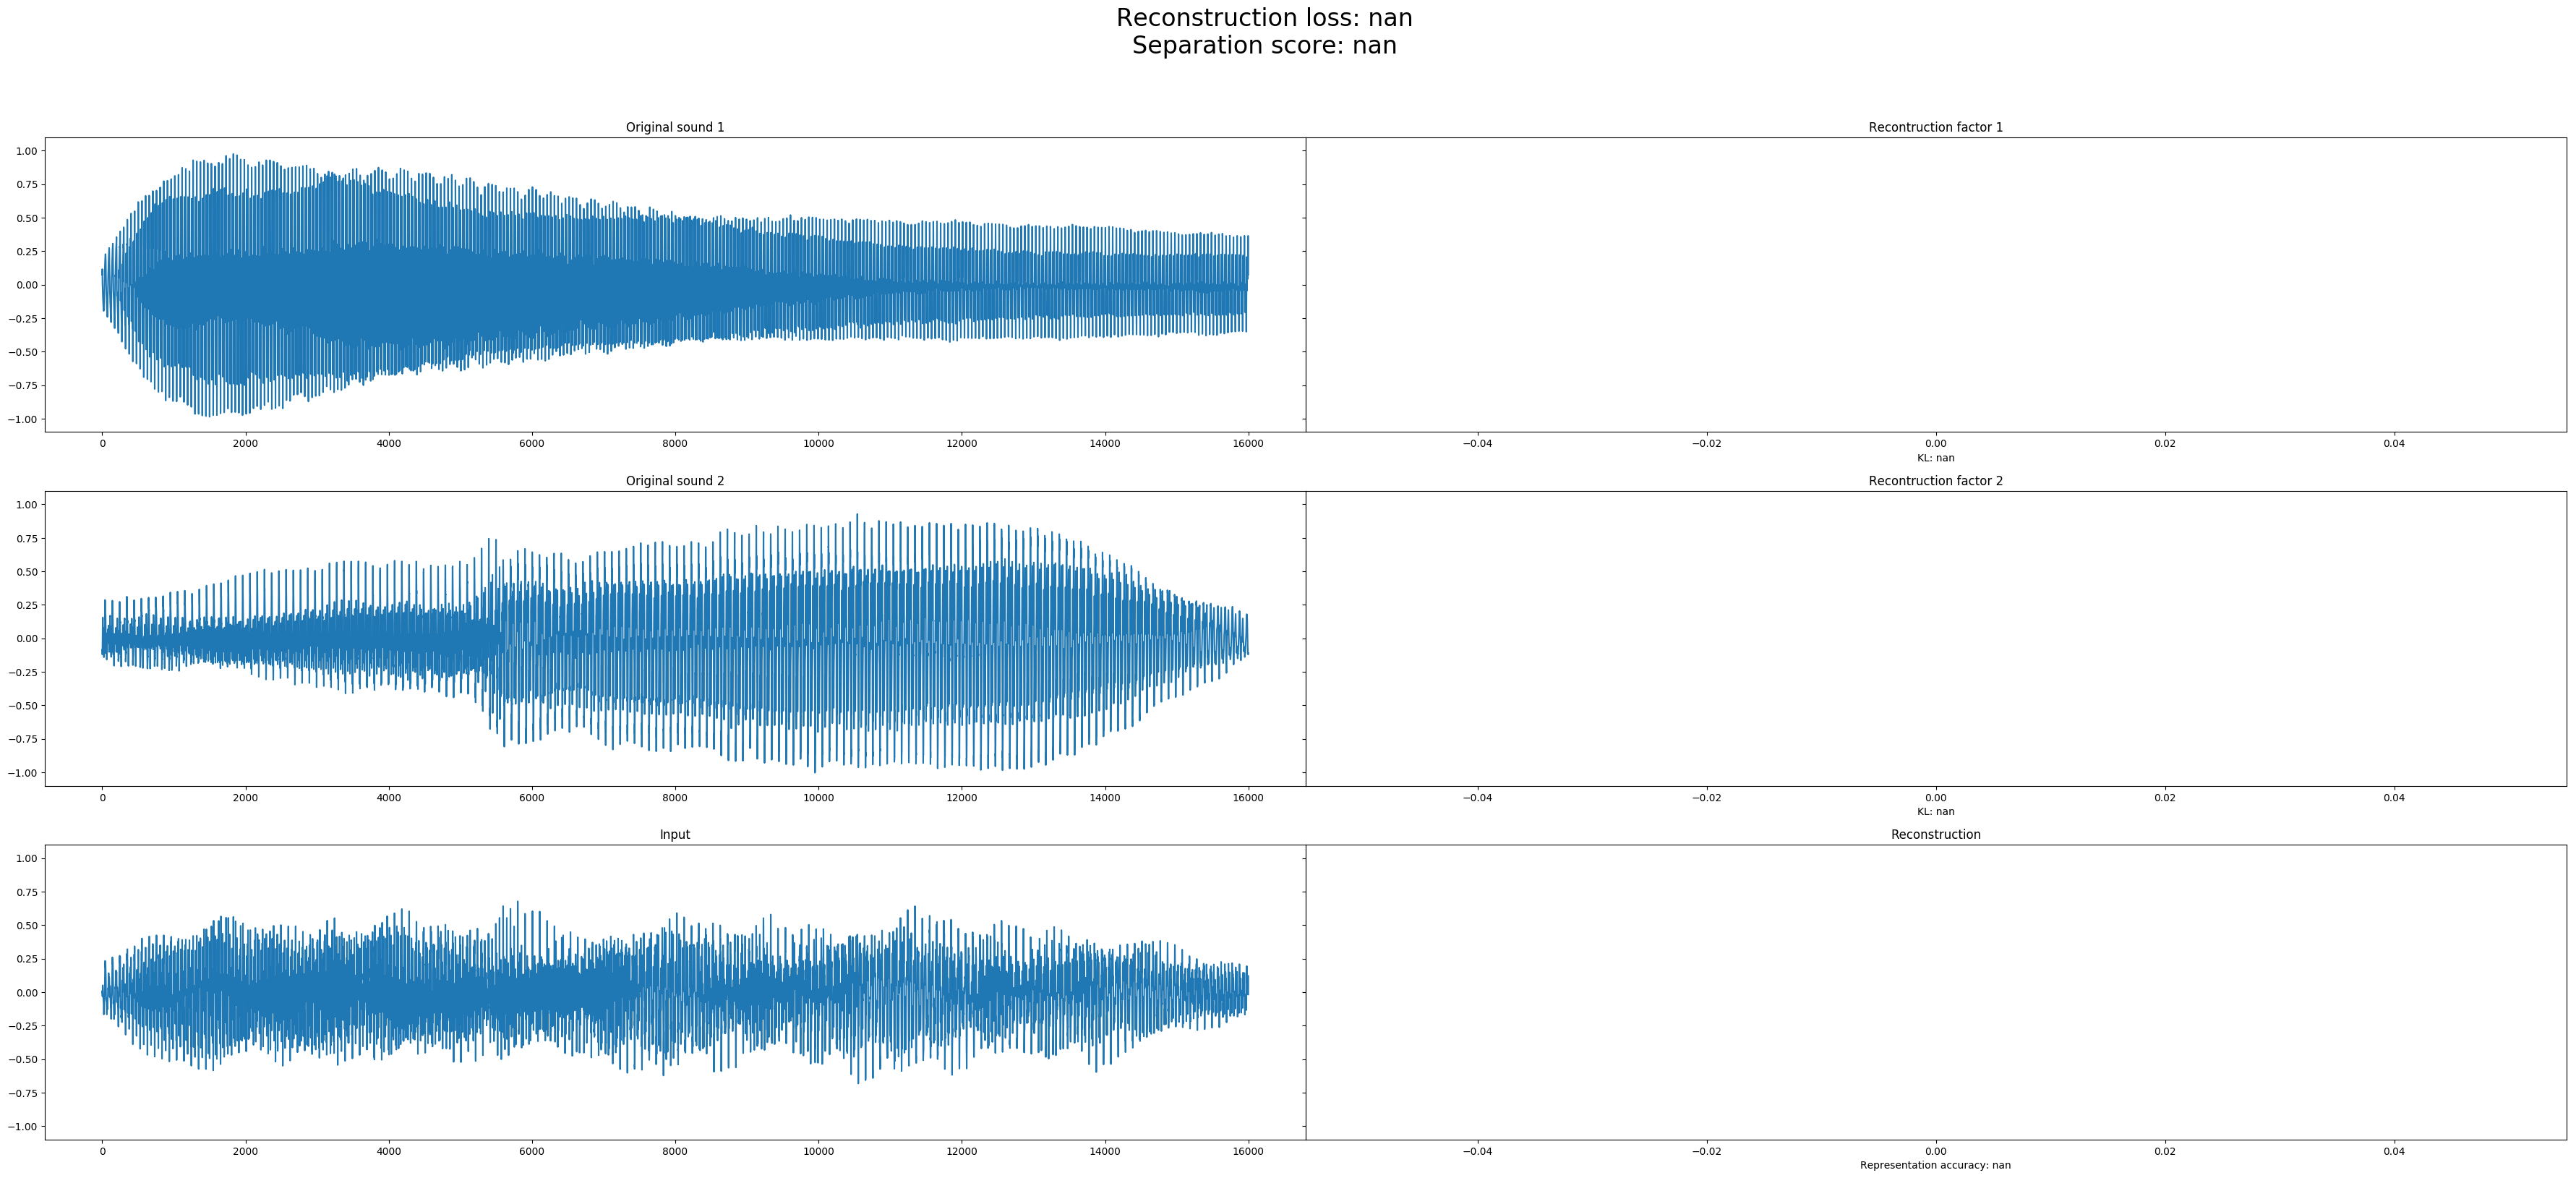 Reconstruction loss: nan
Separation score: nan
Original sound 1
Recontruction factor 1
1.00
0.75
0.50
0.25
0.00
−0.25
−0.50
−0.75
−1.00
0 2000 4000 6000 8000 10000 12000 14000 16000
−0.04 −0.02 0.00 0.02 0.04
KL: nan
Original sound 2
Recontruction factor 2
1.00
0.75
0.50
0.25
0.00
−0.25
−0.50
−0.75
−1.00
0 2000 4000 6000 8000 10000 12000 14000 16000
−0.04 −0.02 0.00 0.02 0.04
KL: nan
Input
Reconstruction
1.00
0.75
0.50
0.25
0.00
−0.25
−0.50
−0.75
−1.00
0 2000 4000 6000 8000 10000 12000 14000 16000
−0.04 −0.02 0.00 0.02 0.04
Representation accuracy: nan